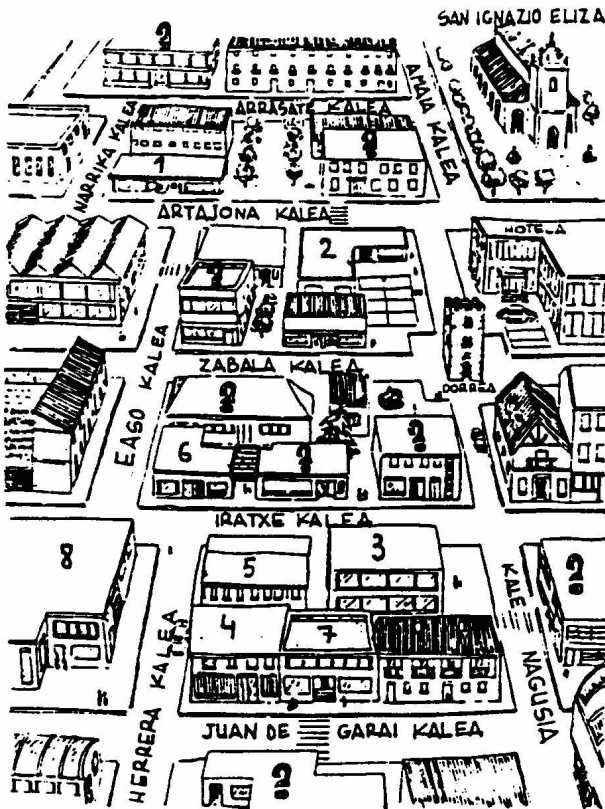 SAN IGNAZIO ELIZA
?
ARRASATE KALEA
AMAIA KALEA
NARRIKA KALEA
1
?
ARTAJONA KALEA
HOTELA
2
?
ZABALA KALEA
DORREA
EASO KALEA
?
6
?
?
IRATXE KALEA
8
5
3
?
4
7
KALE NAGUSIA
HERRERA KALEA
JUAN DE GARAI KALEA
?